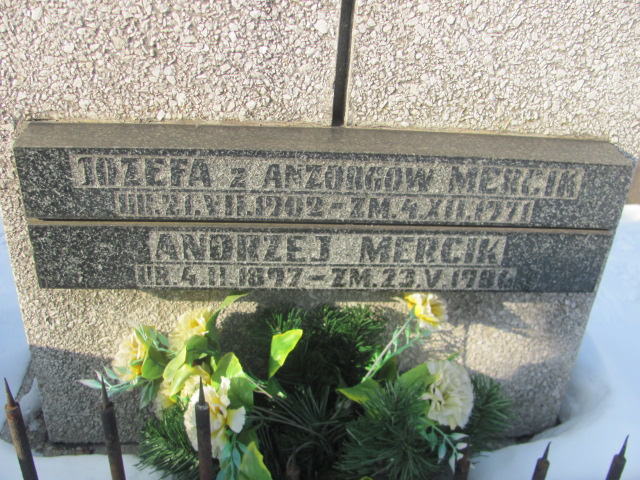 JÓZEFA z ANZORGÓW MERCIK
UR.21.VII.1902-ZM.4.XII.1971
ANDRZEJ MERCIK
UR.4.II.1897-ZM.23.V.1986